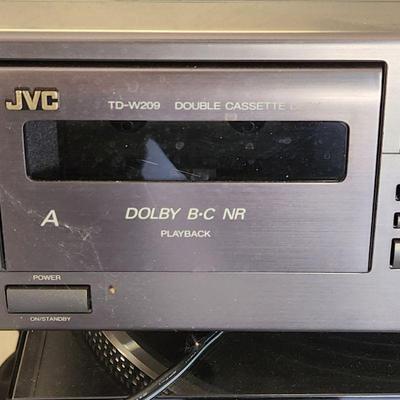 JVC TD-W209 DOUBLE CASSETTE
A DOLBY B•C NR
PLAYBACK
POWER
ON/STANDBY